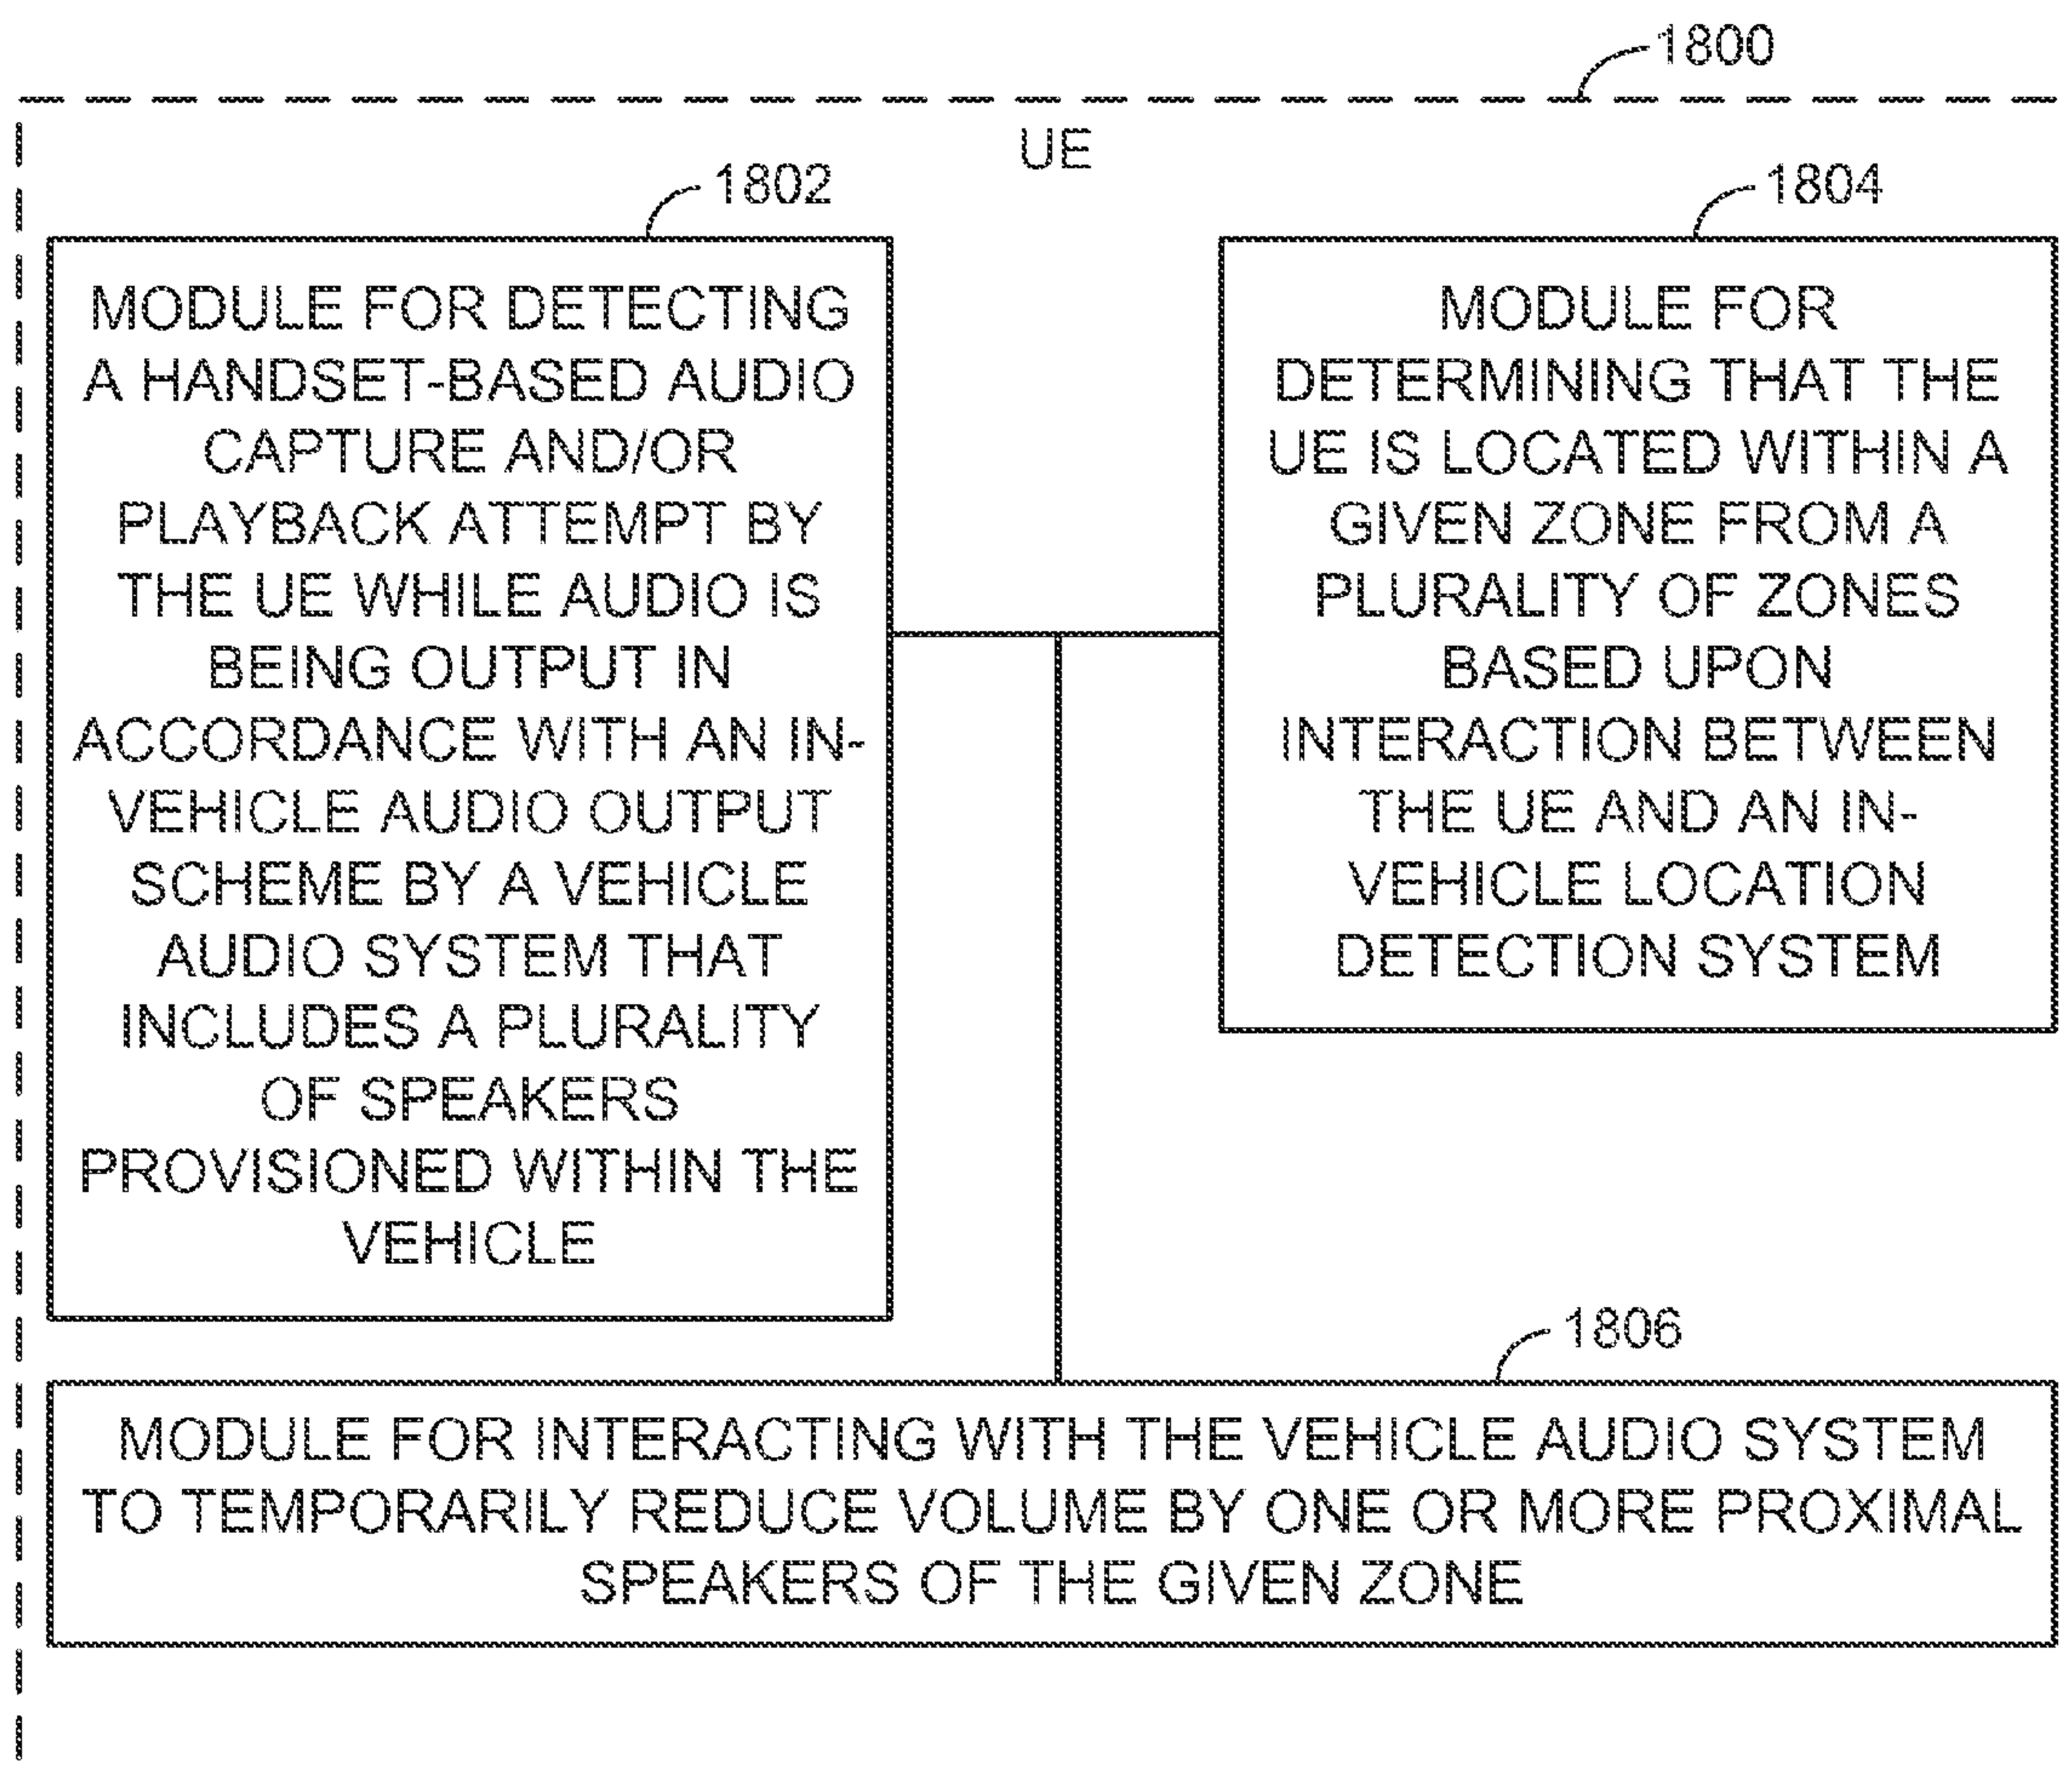 1800
UE
1802
MODULE FOR DETECTING
A HANDSET-BASED AUDIO
CAPTURE AND/OR
PLAYBACK ATTEMPT BY
THE UE WHILE AUDIO IS
BEING OUTPUT IN
ACCORDANCE WITH AN IN-
VEHICLE AUDIO OUTPUT
SCHEME BY A VEHICLE
AUDIO SYSTEM THAT
INCLUDES A PLURALITY
OF SPEAKERS
PROVISIONED WITHIN THE
VEHICLE
1804
MODULE FOR
DETERMINING THAT THE
UE IS LOCATED WITHIN A
GIVEN ZONE FROM A
PLURALITY OF ZONES
BASED UPON
INTERACTION BETWEEN
THE UE AND AN IN-
VEHICLE LOCATION
DETECTION SYSTEM
1806
MODULE FOR INTERACTING WITH THE VEHICLE AUDIO SYSTEM
TO TEMPORARILY REDUCE VOLUME BY ONE OR MORE PROXIMAL
SPEAKERS OF THE GIVEN ZONE